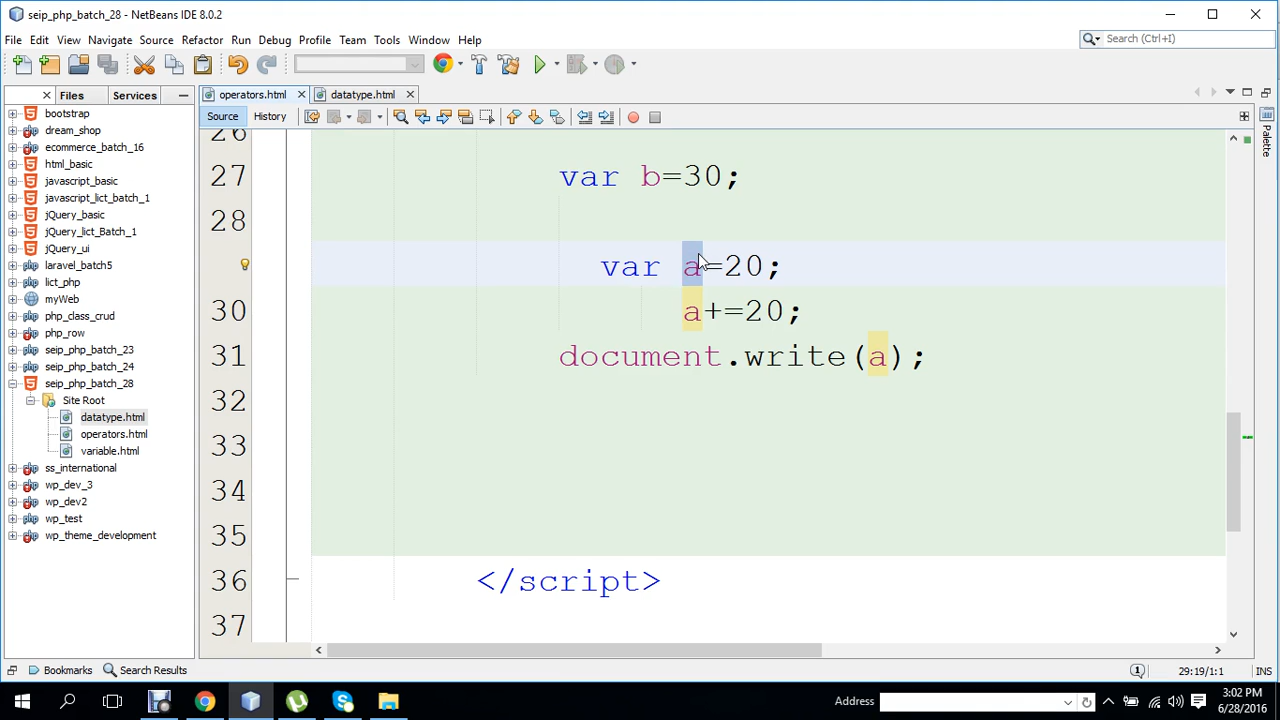 seip_php_batch_28 - NetBeans IDE 8.0.2
File Edit View Navigate Source Refactor Run Debug Profile Team Tools Window Help
Search (Ctrl+I)
Files Services
operators.html datatype.html
Source History
bootstrap
dream_shop
ecommerce_batch_16
html_basic
javascript_basic
javascript_lict_batch_1
jQuery_basic
jQuery_lict_Batch_1
jQuery_ui
laravel_batch5
lict_php
myWeb
php_class_crud
php_row
seip_php_batch_23
seip_php_batch_24
seip_php_batch_28
Site Root
datatype.html
operators.html
variable.html
ss_international
wp_dev_3
wp_dev2
wp_test
wp_theme_development
26
27 var b=30;
28
var a=20;
30 a+=20;
31 document.write(a);
32
33
34
35
36 </script>
37
Palette
Bookmarks Search Results
1
29:19/1:1 INS
Address
3:02 PM
6/28/2016